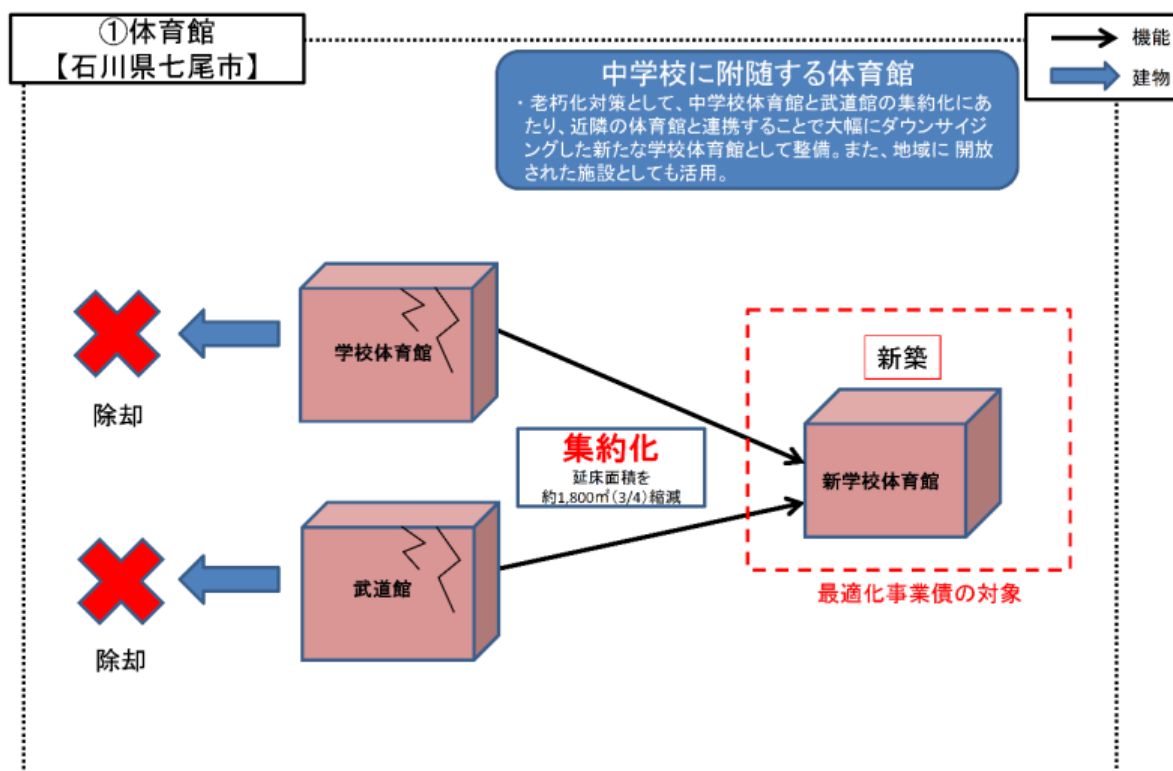 ①体育館
【石川県七尾市】
機能
建物
中学校に附随する体育館
・老朽化対策として、中学校体育館と武道館の集約化にあ
たり、近隣の体育館と連携することで大幅にダウンサイジ
ングした新たな学校体育館として整備。また、地域に 開放
された施設としても活用。
学校体育館
除却
新築
集約化
延床面積を
約1,800㎡(3/4)縮減
新学校体育館
武道館
除却
最適化事業債の対象